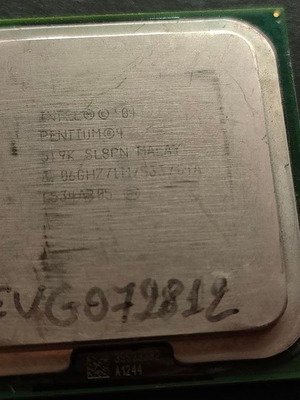 INTEL Ⓜ©'04
PENTIUM®4
519K SL8PN MALAY
3.06GHZ/1M/533/04A
EVG072812
A1244